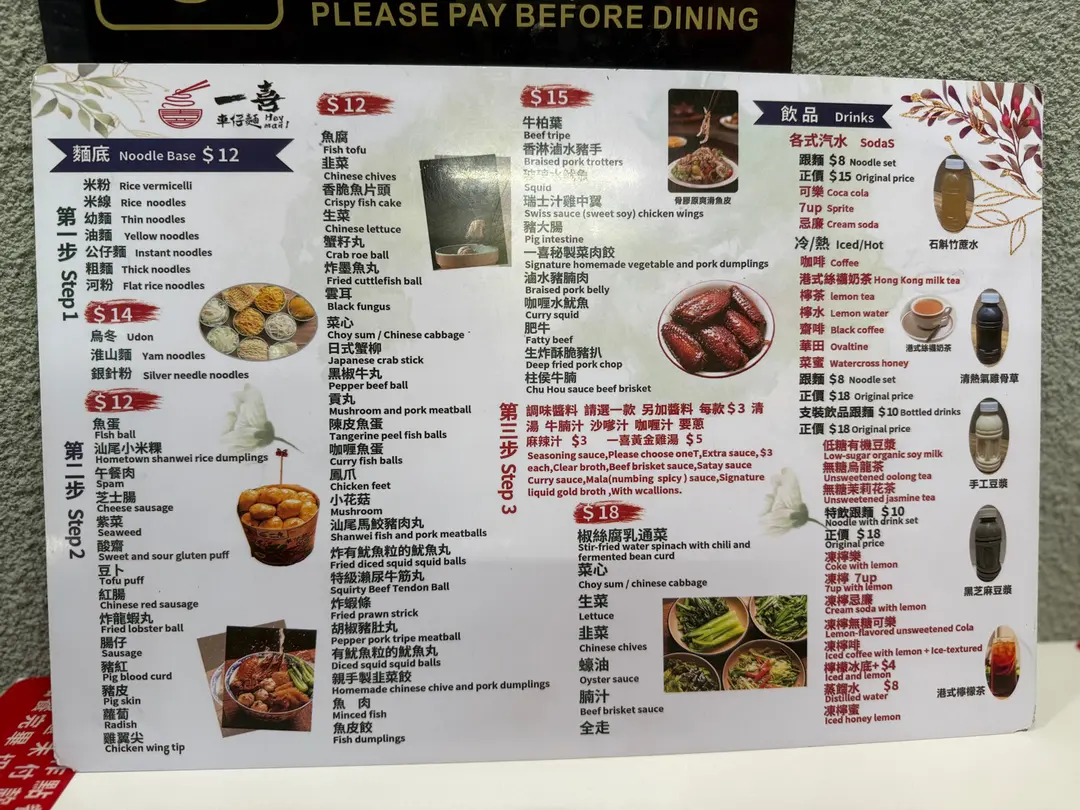 PLEASE PAY BEFORE DINING
一喜
車仔麵
麵底 Noodle Base $12
第一步 Step1
米粉 Rice vermicelli
米線 Rice noodles
幼麵 Thin noodles
油麵 Yellow noodles
公仔麵 Instant noodles
粗麵 Thick noodles
河粉 Flat rice noodles
$14
烏冬 Udon
淮山麵 Yam noodles
銀針粉 Silver needle noodles
$12
第二步 Step2
魚蛋
Fish ball
汕尾小米粿
Hometown shanwei rice dumplings
午餐肉
Spam
芝士腸
Cheese sausage
紫菜
Seaweed
酸齋
Sweet and sour gluten puff
豆卜
Tofu puff
紅腸
Chinese red sausage
炸龍蝦丸
Fried lobster ball
腸仔
Sausage
豬紅
Pig blood curd
豬皮
Pig skin
蘿蔔
Radish
雞翼尖
Chicken wing tip
$12
魚腐
Fish tofu
韭菜
Chinese chives
香脆魚片頭
Crispy fish cake
生菜
Chinese lettuce
蟹籽丸
Crab roe ball
炸墨魚丸
Fried cuttlefish ball
雲耳
Black fungus
菜心
Choy sum / Chinese cabbage
日式蟹柳
Japanese crab stick
黑椒牛丸
Pepper beef ball
貢丸
Mushroom and pork meatball
陳皮魚蛋
Tangerine peel fish balls
咖喱魚蛋
Curry fish balls
鳳爪
Chicken feet
小花菇
Mushroom
汕尾馬鮫豬肉丸
Shanwei fish and pork meatballs
炸有魷魚粒的魷魚丸
Fried diced squid squid balls
特級瀨尿牛筋丸
Squirty Beef Tendon Ball
炸蝦條
Fried prawn strick
胡椒豬肚丸
Pepper pork tripe meatball
有魷魚粒的魷魚丸
Diced squid squid balls
親手製韭菜餃
Homemade chinese chive and pork dumplings
魚 肉
Minced fish
魚皮餃
Fish dumplings
$15
牛柏葉
Beef tripe
香淋滷水豬手
Braised pork trotters
Squid
瑞士汁雞中翼
Swiss sauce (sweet soy) chicken wings
豬大腸
Pig intestine
一喜秘製菜肉餃
Signature homemade vegetable and pork dumplings
滷水豬腩肉
Braised pork belly
咖喱水魷魚
Curry squid
肥牛
Fatty beef
生炸酥脆豬扒
Deep fried pork chop
柱侯牛腩
Chu Hou sauce beef brisket
骨膠原爽滑魚皮
第三步 Step 3
調味醬料 請選一款 另加醬料 每款$3 清
湯 牛腩汁 沙嗲汁 咖喱汁 要蔥
麻辣汁 $3 一喜黃金雞湯 $5
Seasoning sauce,Please choose oneT,Extra sauce,$3
each,Clear broth,Beef brisket sauce,Satay sauce
Curry sauce,Mala(numbing spicy ) sauce,Signature
liquid gold broth ,With wcallions.
$18
椒絲腐乳通菜
Stir-fried water spinach with chili and
fermented bean curd
菜心
Choy sum / chinese cabbage
生菜
Lettuce
韭菜
Chinese chives
蠔油
Oyster sauce
腩汁
Beef brisket sauce
全走
飲品 Drinks
各式汽水 SodaS
跟麵 $8 Noodle set
正價 $15 Original price
可樂 Coca cola
7up Sprite
忌廉 Cream soda
冷/熱 Iced/Hot
咖啡 Coffee
港式絲襪奶茶 Hong Kong milk tea
檸茶 lemon tea
檸水 Lemon water
齋啡 Black coffee
華田 Ovaltine
菜蜜 Watercross honey
跟麵 $8 Noodle set
正價 $18 Original price
支裝飲品跟麵 $10 Bottled drinks
正價 $18 Original price
低糖有機豆漿
Low-sugar organic soy milk
無糖烏龍茶
Unsweetened oolong tea
無糖茉莉花茶
Unsweetened jasmine tea
特飲跟麵 $10
Noodle with drink set
正價 $18
Original price
凍檸樂
Coke with lemon
凍檸 7up
7up with lemon
凍檸忌廉
Cream soda with lemon
凍檸無糖可樂
Lemon-flavored unsweetened Cola
凍檸啡
Iced coffee with lemon + Ice-textured
檸檬冰底+$4
Iced and lemon
蒸餾水 $8
Distilled water
凍檸蜜
Iced honey lemon
石斛竹蔗水
港式絲襪奶茶
清熱氣雞骨草
手工豆漿
黑芝麻豆漿
港式檸檬茶